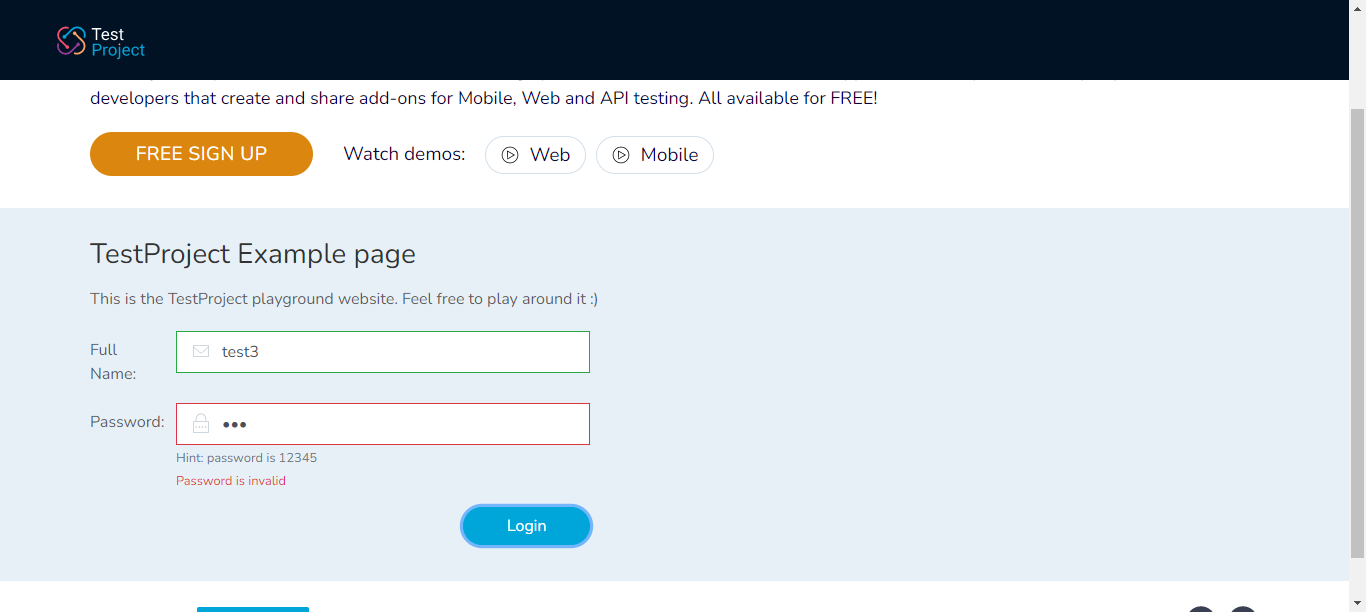 Test
Project
developers that create and share add-ons for Mobile, Web and API testing. All available for FREE!
FREE SIGN UP
Watch demos:
Web
Mobile
TestProject Example page
This is the TestProject playground website. Feel free to play around it :)
Full
Name:
test3
Password:
•••
Hint: password is 12345
Password is invalid
Login